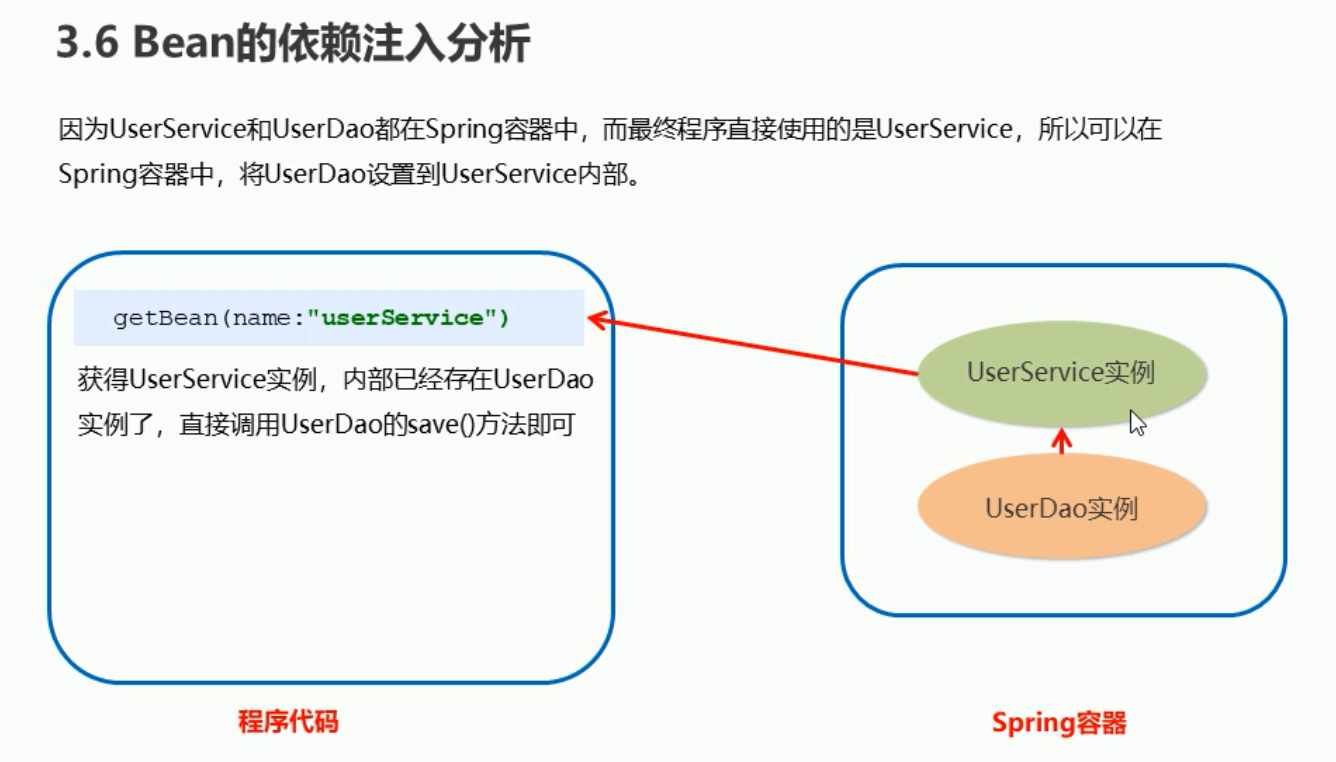 3.6 Bean的依赖注入分析
因为UserService和UserDao都在Spring容器中，而最终程序直接使用的是UserService，所以可以在
Spring容器中，将UserDao设置到UserService内部。
getBean(name:"userService")
获得UserService实例，内部已经存在UserDao
实例了，直接调用UserDao的save()方法即可
UserService实例
UserDao实例
程序代码
Spring容器